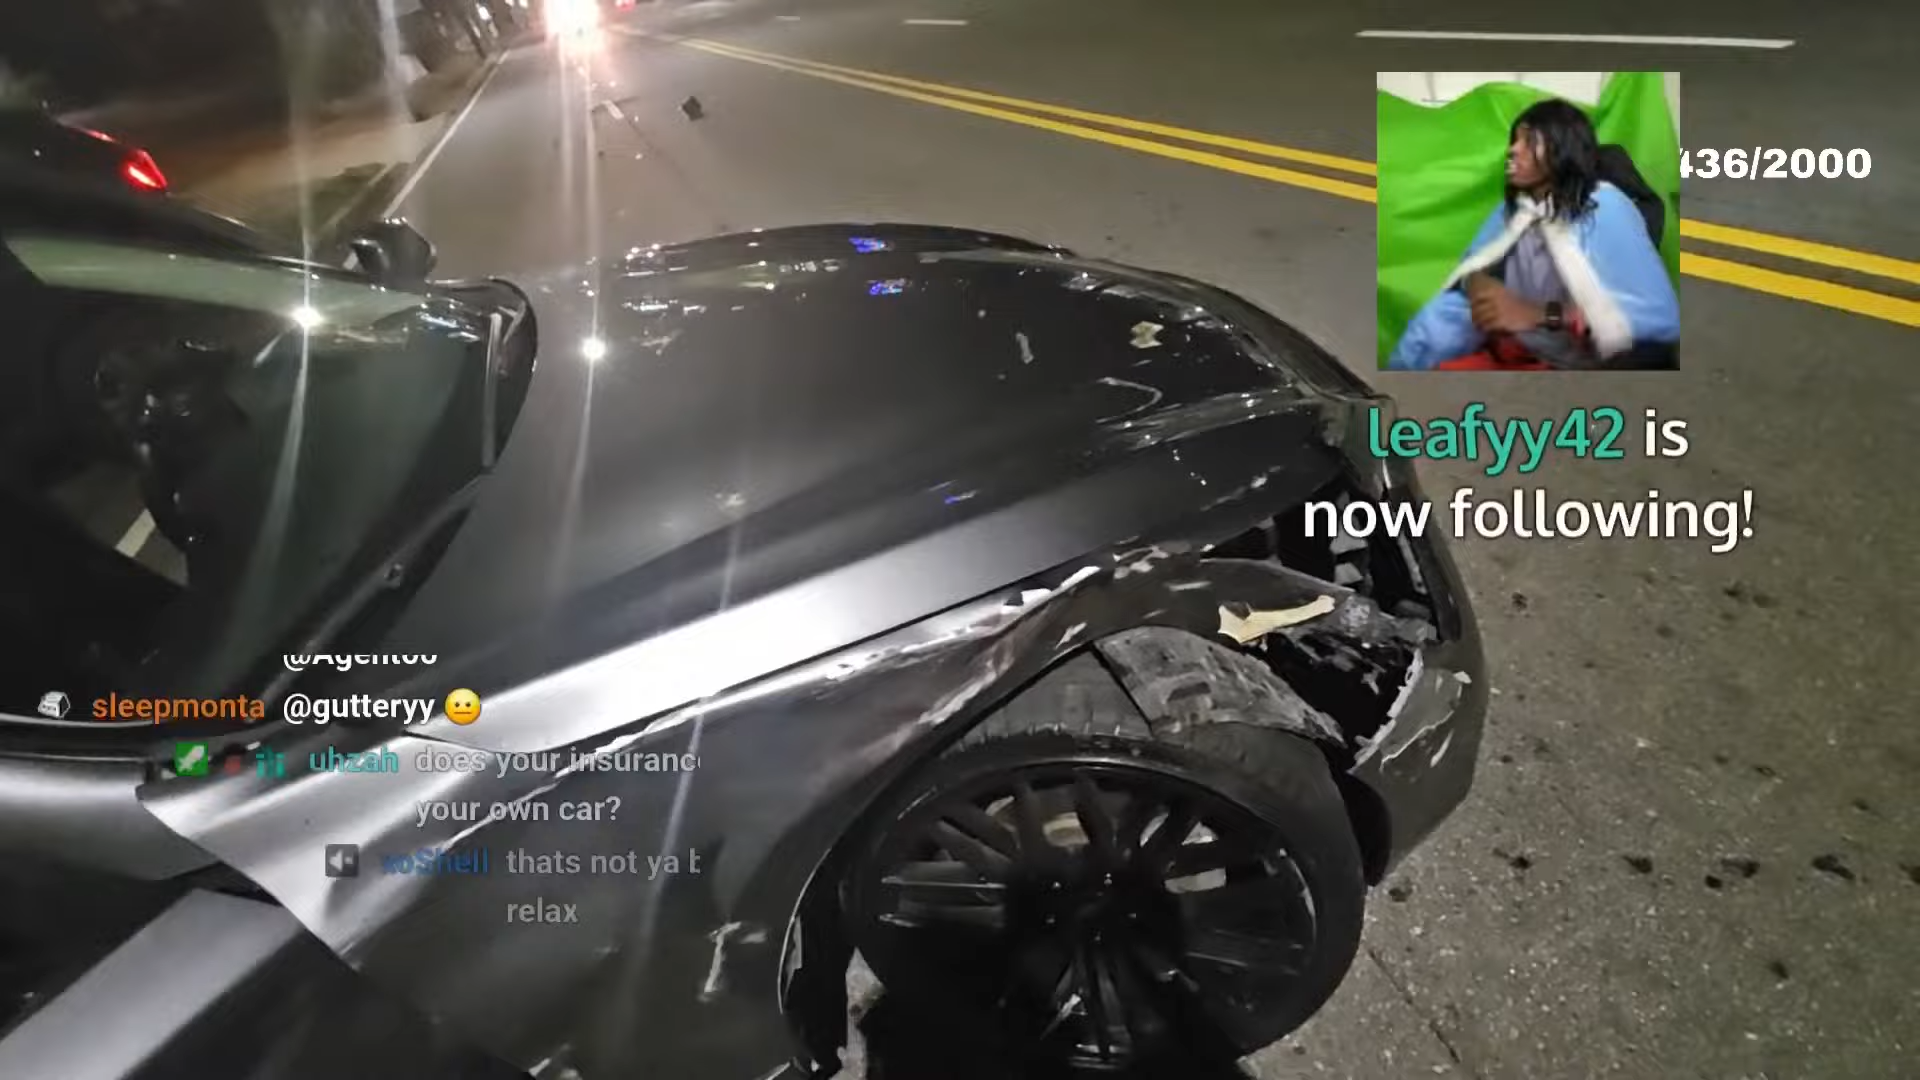 436/2000
leafyy42 is
now following!
sleepmonta @gutteryy 😐
uhzah does your insuranc
your own car?
xoShell thats not ya b
relax